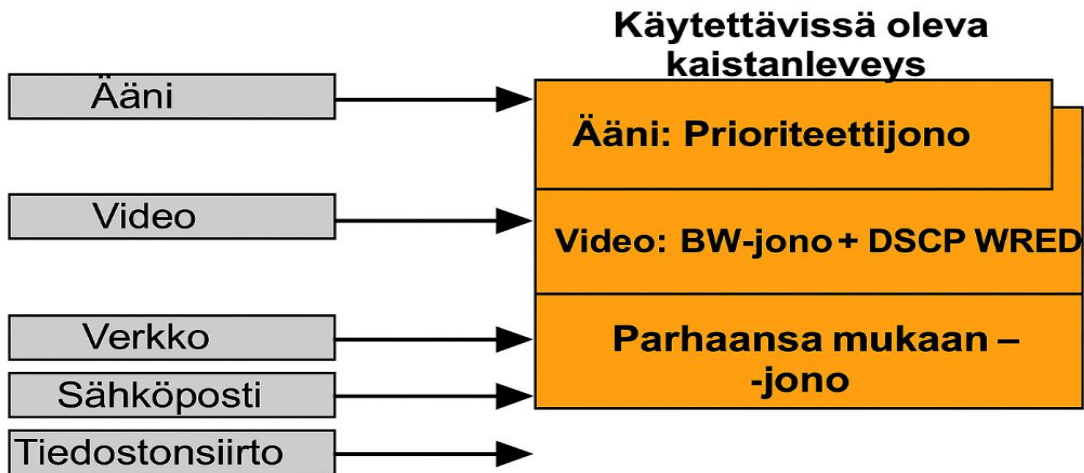 Käytettävissä oleva
kaistanleveys
Ääni
Ääni: Prioriteettijono
Video
Video: BW-jono + DSCP WRED
Verkko
Parhaansa mukaan –
-jono
Sähköposti
Tiedostonsiirto